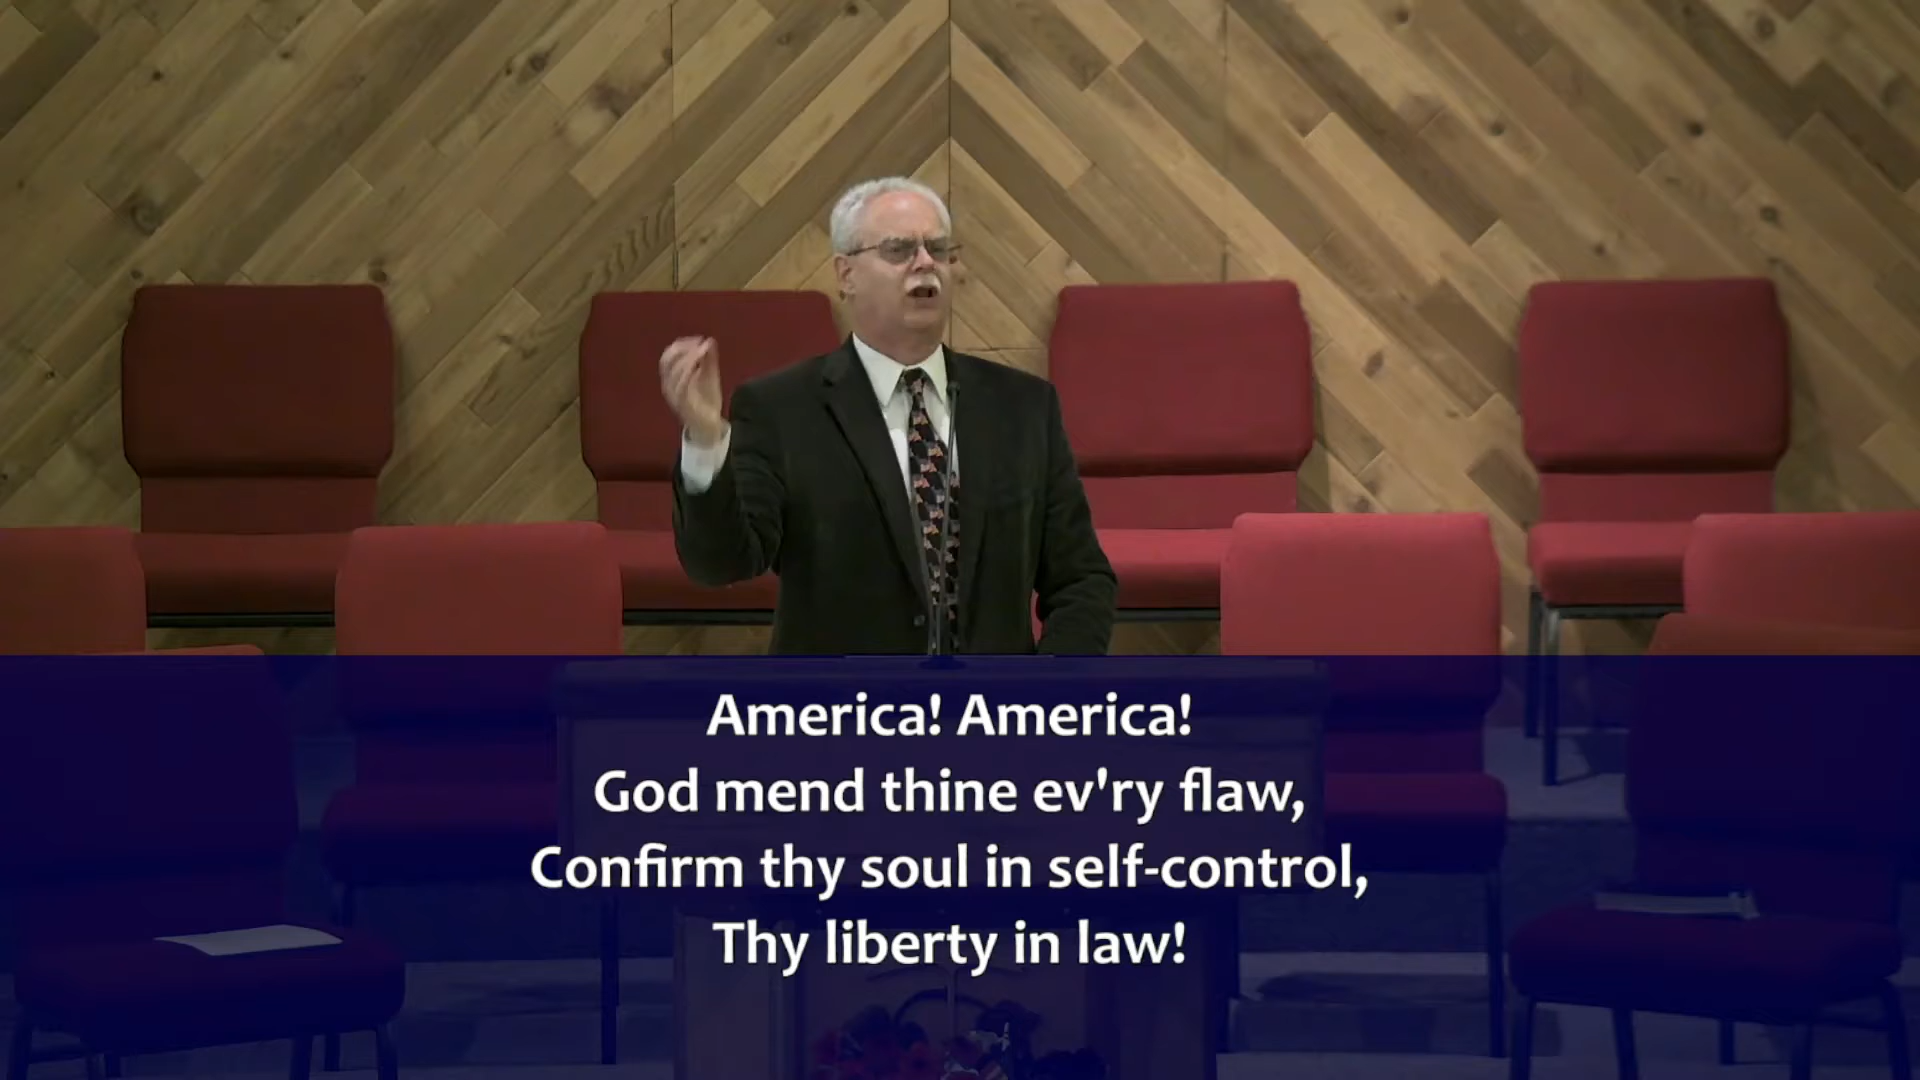 America! America!
God mend thine ev'ry flaw,
Confirm thy soul in self-control,
Thy liberty in law!